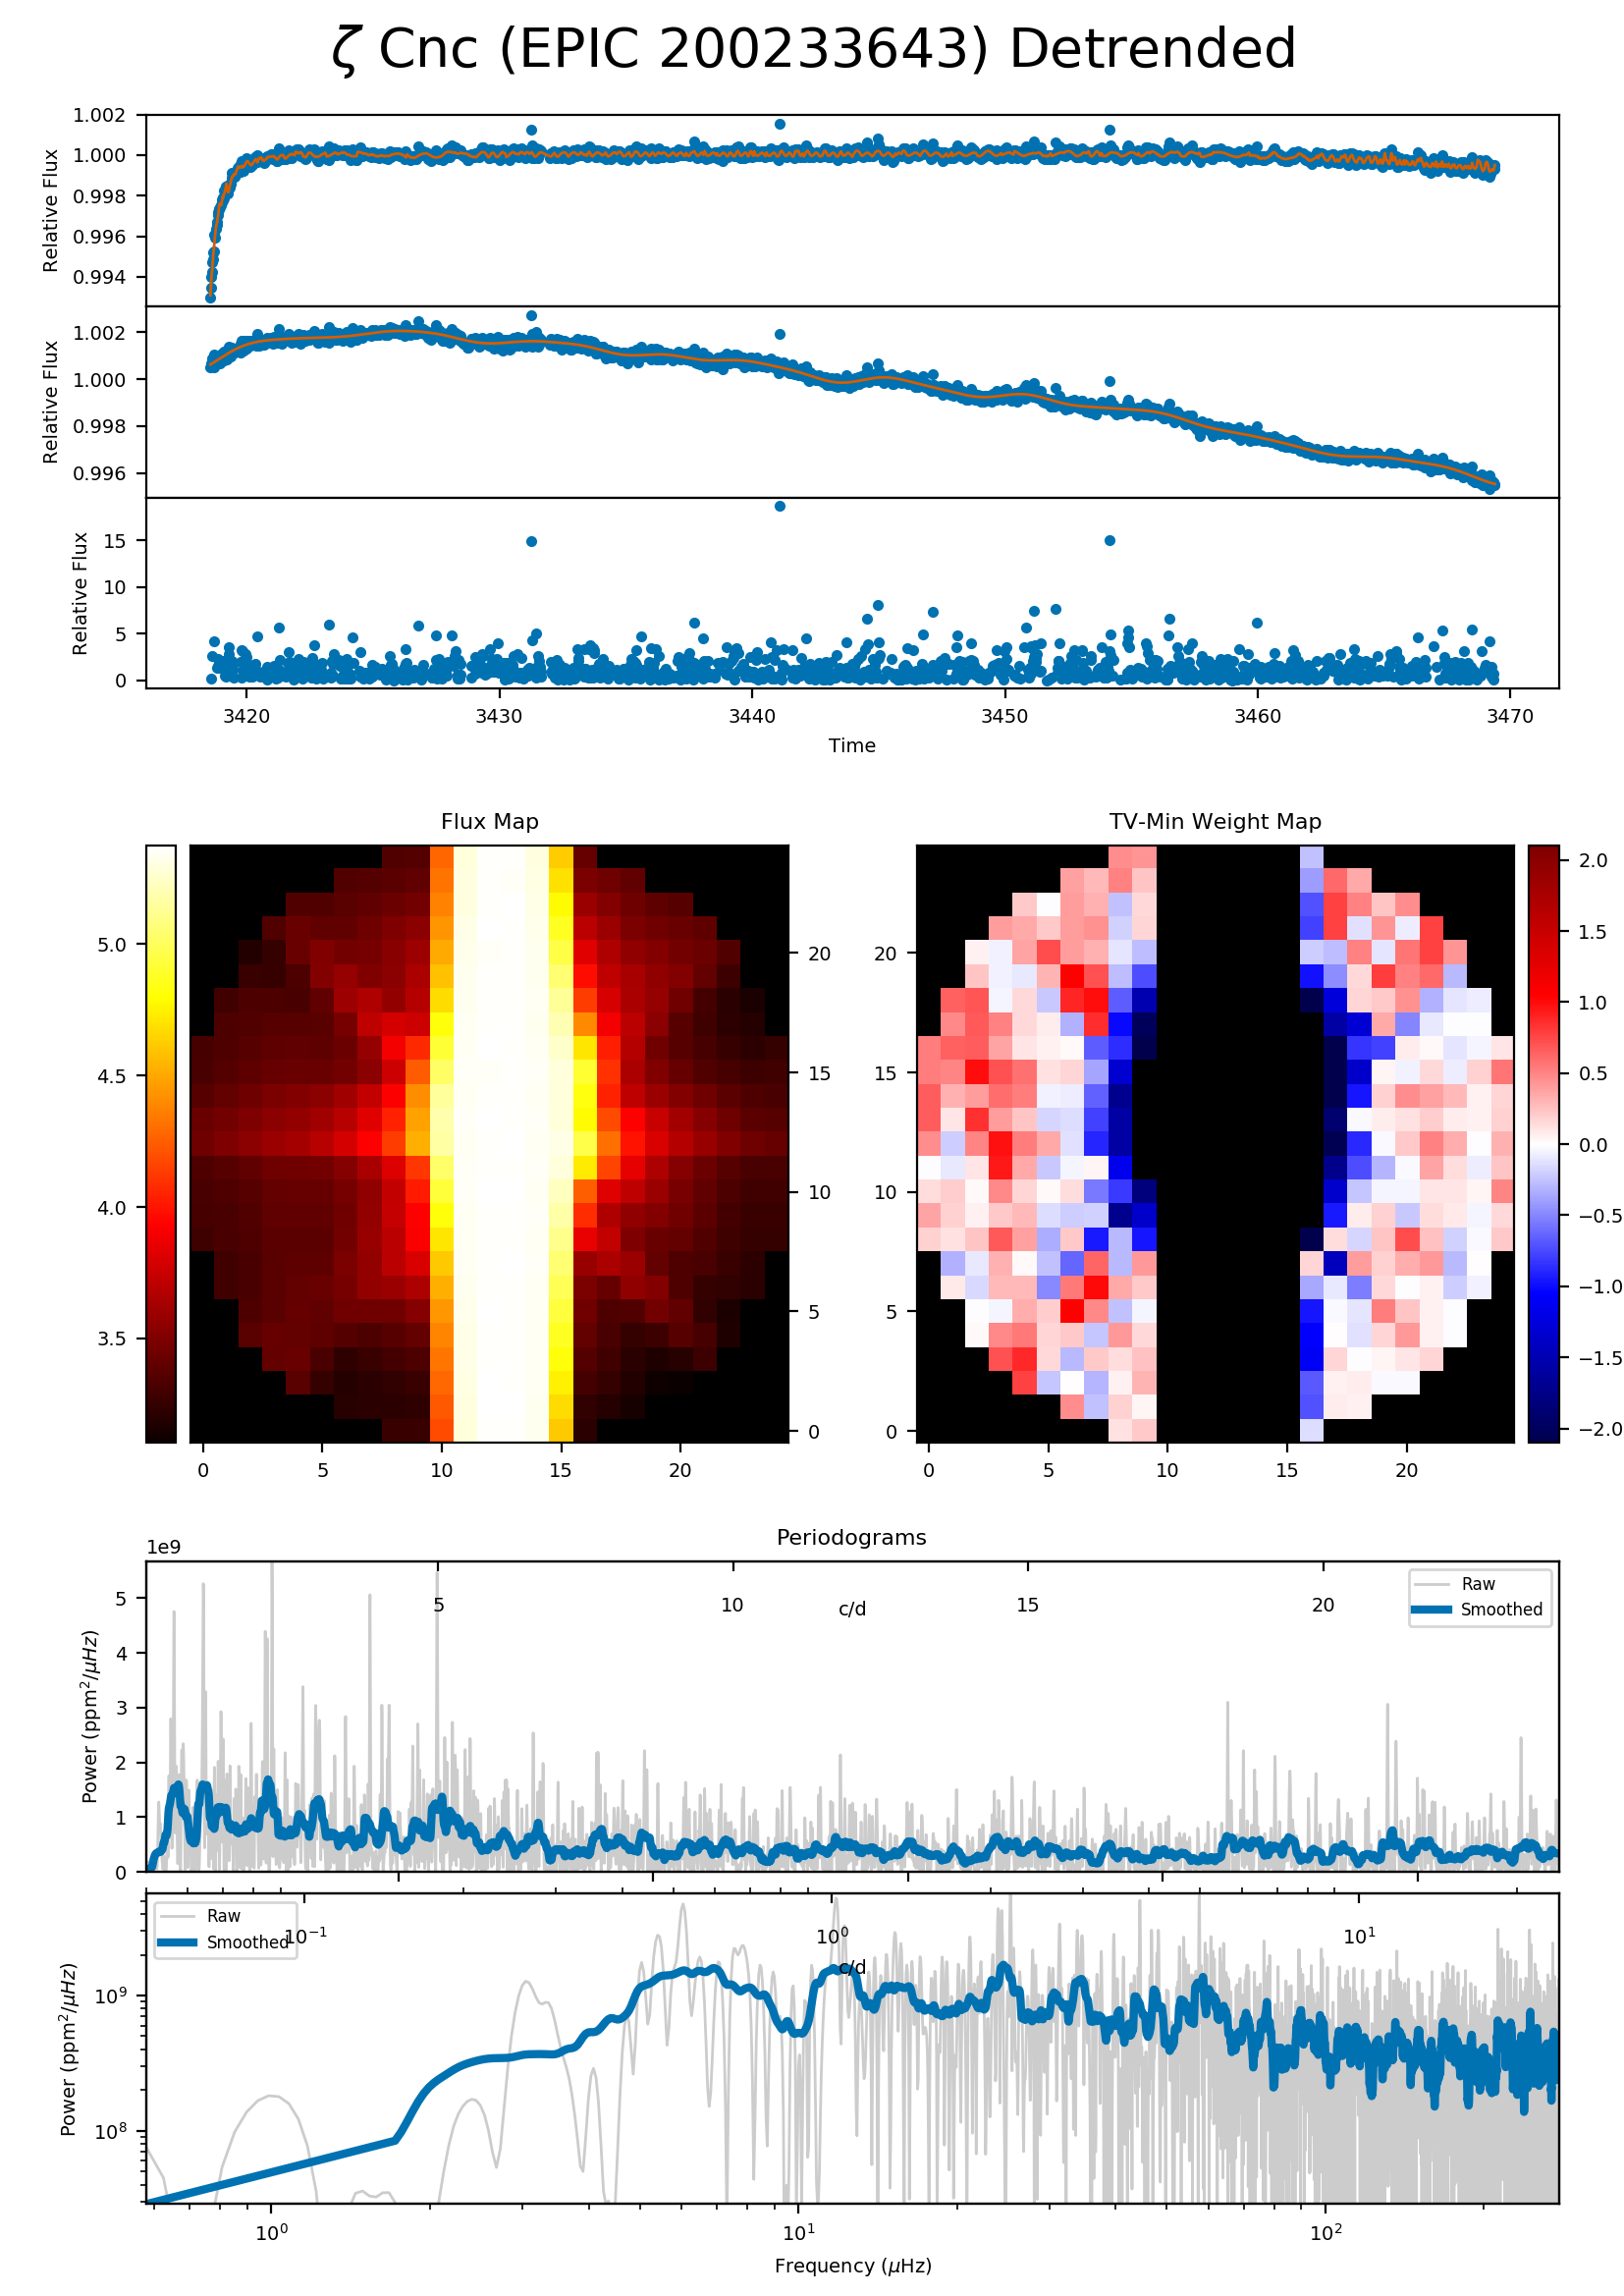 ζ Cnc (EPIC 200233643) Detrended
1.002
1.000
0.998
0.996
0.994
Relative Flux
1.002
1.000
0.998
0.996
Relative Flux
15
10
5
0
Relative Flux
3420 3430 3440 3450 3460 3470
Time
Flux Map
5.0
4.5
4.0
3.5
20
15
10
5
0
0 5 10 15 20
TV-Min Weight Map
20
15
10
5
0
0 5 10 15 20
2.0
1.5
1.0
0.5
0.0
−0.5
−1.0
−1.5
−2.0
Periodograms
1e9
5
4
3
2
1
0
Power (ppm²/μHz)
5 10 15 20
c/d
Raw
Smoothed
Raw
Smoothed
10⁻¹ 10⁰ 10¹
c/d
10⁹
10⁸
Power (ppm²/μHz)
10⁰ 10¹ 10²
Frequency (μHz)